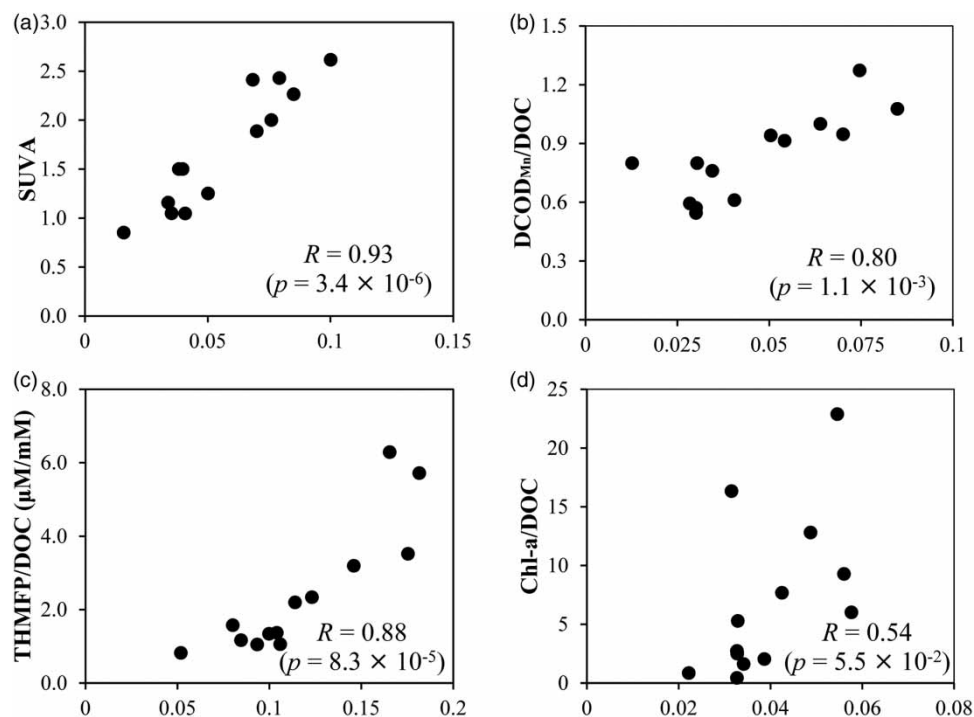 (a)
3.0
2.5
2.0
1.5
1.0
0.5
0.0
SUVA
R = 0.93
(p = 3.4 × 10⁻⁶)
0 0.05 0.1 0.15
(b)
1.5
1.2
0.9
0.6
0.3
0.0
DCOD_Mn/DOC
R = 0.80
(p = 1.1 × 10⁻³)
0 0.025 0.05 0.075 0.1
(c)
8.0
6.0
4.0
2.0
0.0
THMFP/DOC (μM/mM)
R = 0.88
(p = 8.3 × 10⁻⁵)
0 0.05 0.1 0.15 0.2
(d)
25
20
15
10
5
0
Chl-a/DOC
R = 0.54
(p = 5.5 × 10⁻²)
0 0.02 0.04 0.06 0.08